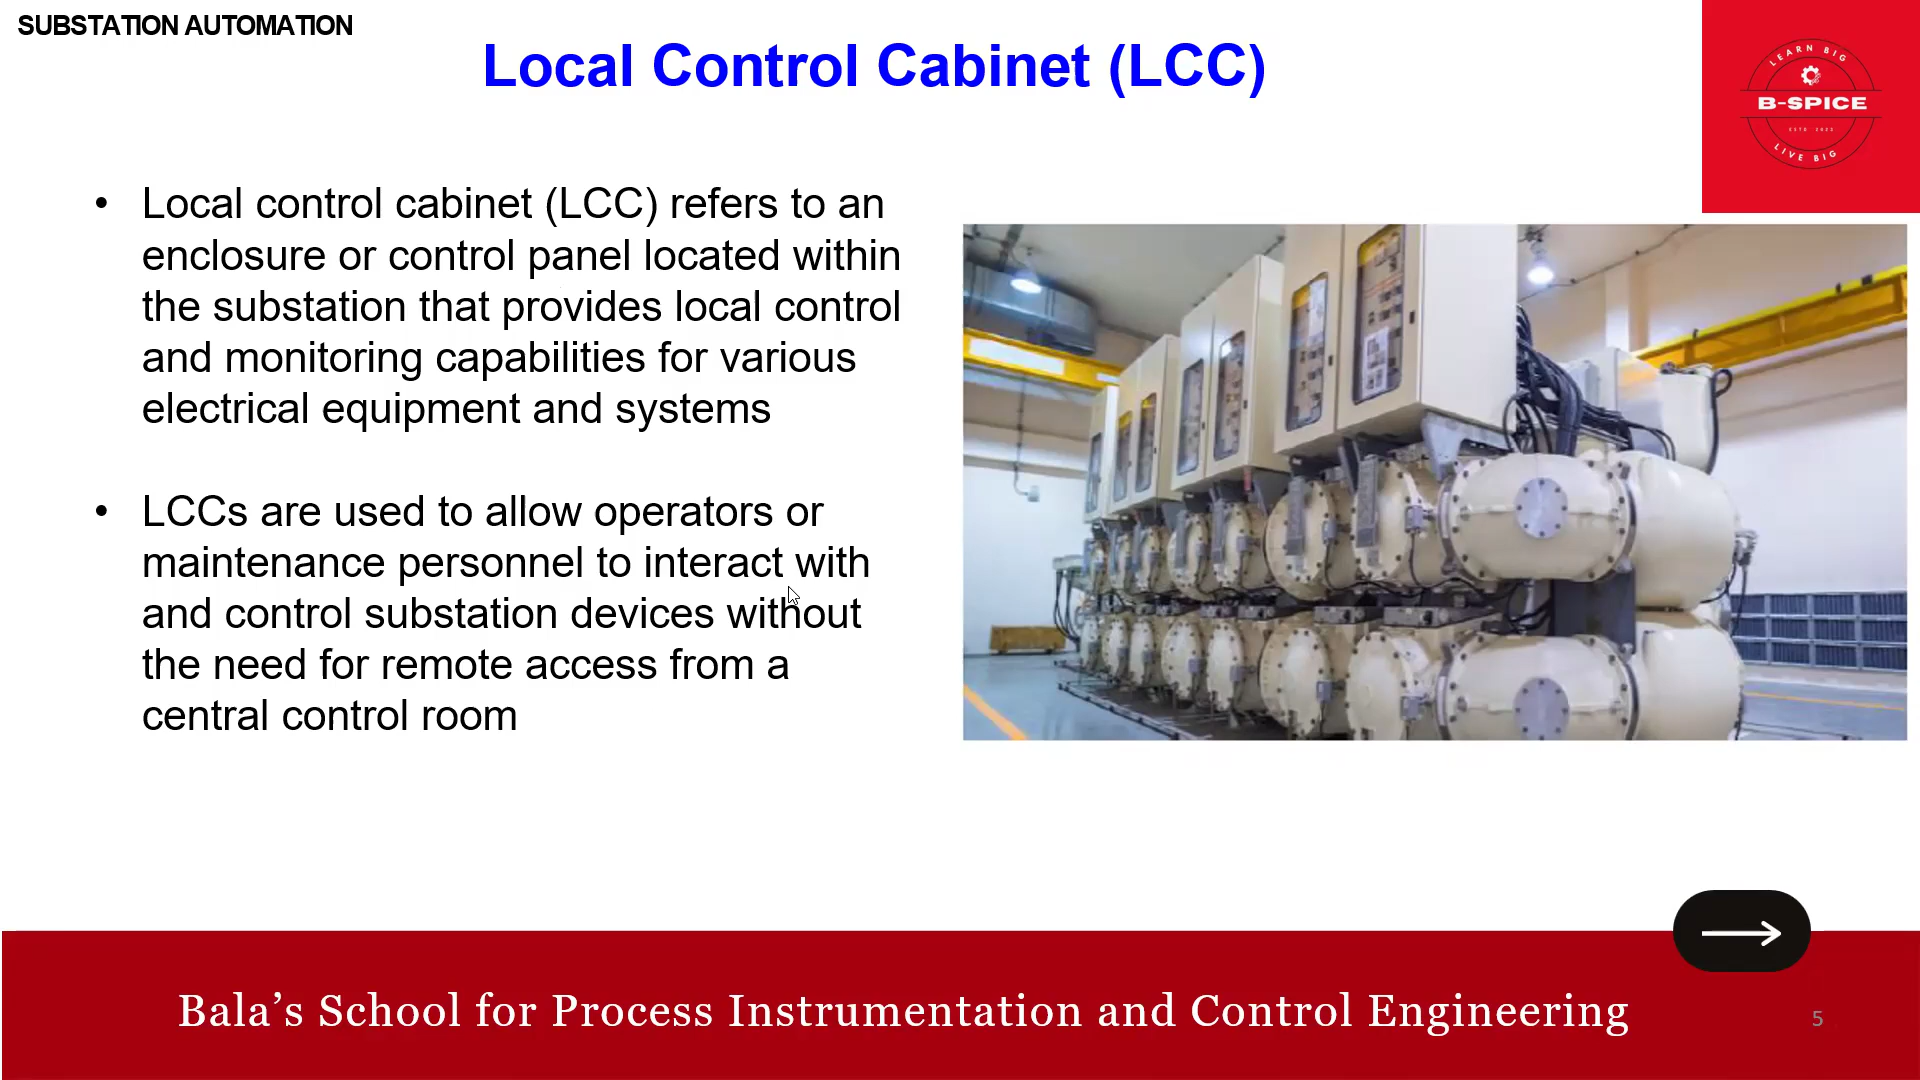 SUBSTATION AUTOMATION
Local Control Cabinet (LCC)
LEARN BIG
B-SPICE
ESTD 2023
LIVE BIG
• Local control cabinet (LCC) refers to an
enclosure or control panel located within
the substation that provides local control
and monitoring capabilities for various
electrical equipment and systems
• LCCs are used to allow operators or
maintenance personnel to interact with
and control substation devices without
the need for remote access from a
central control room
Bala’s School for Process Instrumentation and Control Engineering
5